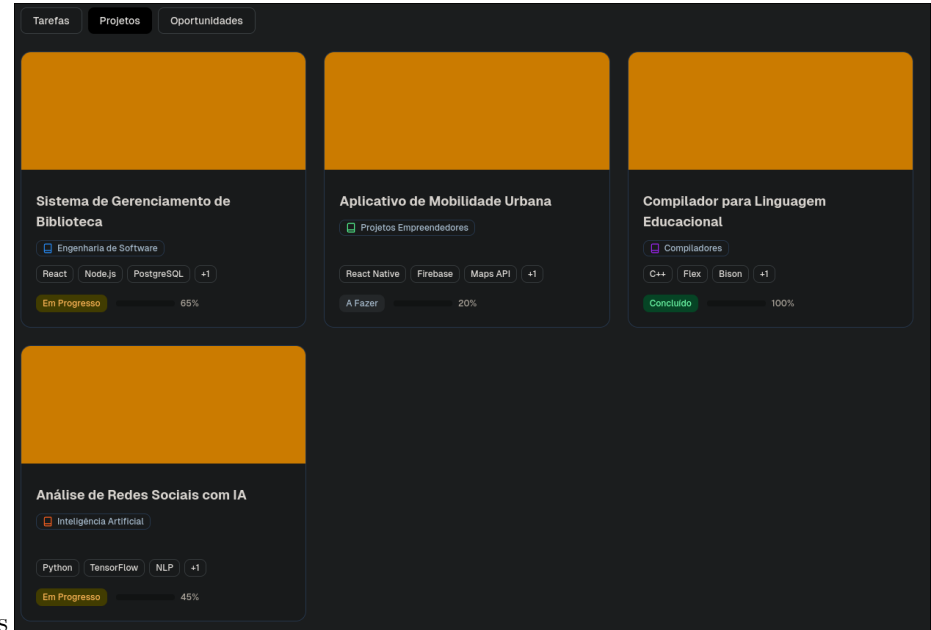 Tarefas Projetos Oportunidades
Sistema de Gerenciamento de
Biblioteca
Engenharia de Software
React Node.js PostgreSQL +1
Em Progresso 65%
Aplicativo de Mobilidade Urbana
Projetos Empreendedores
React Native Firebase Maps API +1
A Fazer 20%
Compilador para Linguagem
Educacional
Compiladores
C++ Flex Bison +1
Concluído 100%
Análise de Redes Sociais com IA
Inteligência Artificial
Python TensorFlow NLP +1
Em Progresso 45%
s